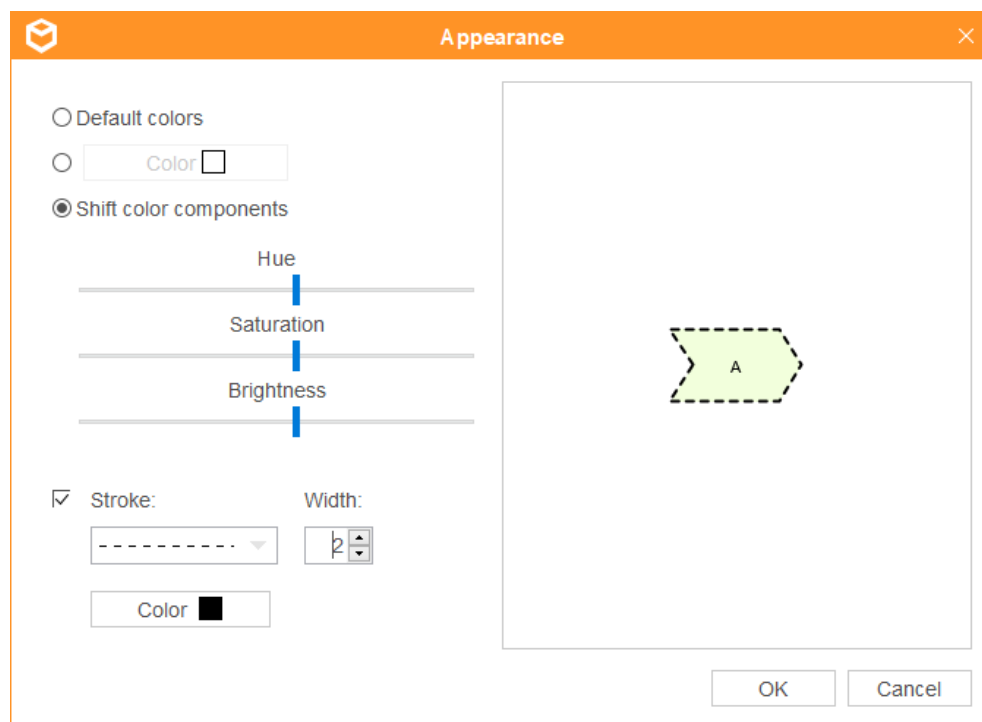 Appearance
Default colors
Color
Shift color components
Hue
Saturation
Brightness
A
Stroke: Width:
2
Color
OK Cancel